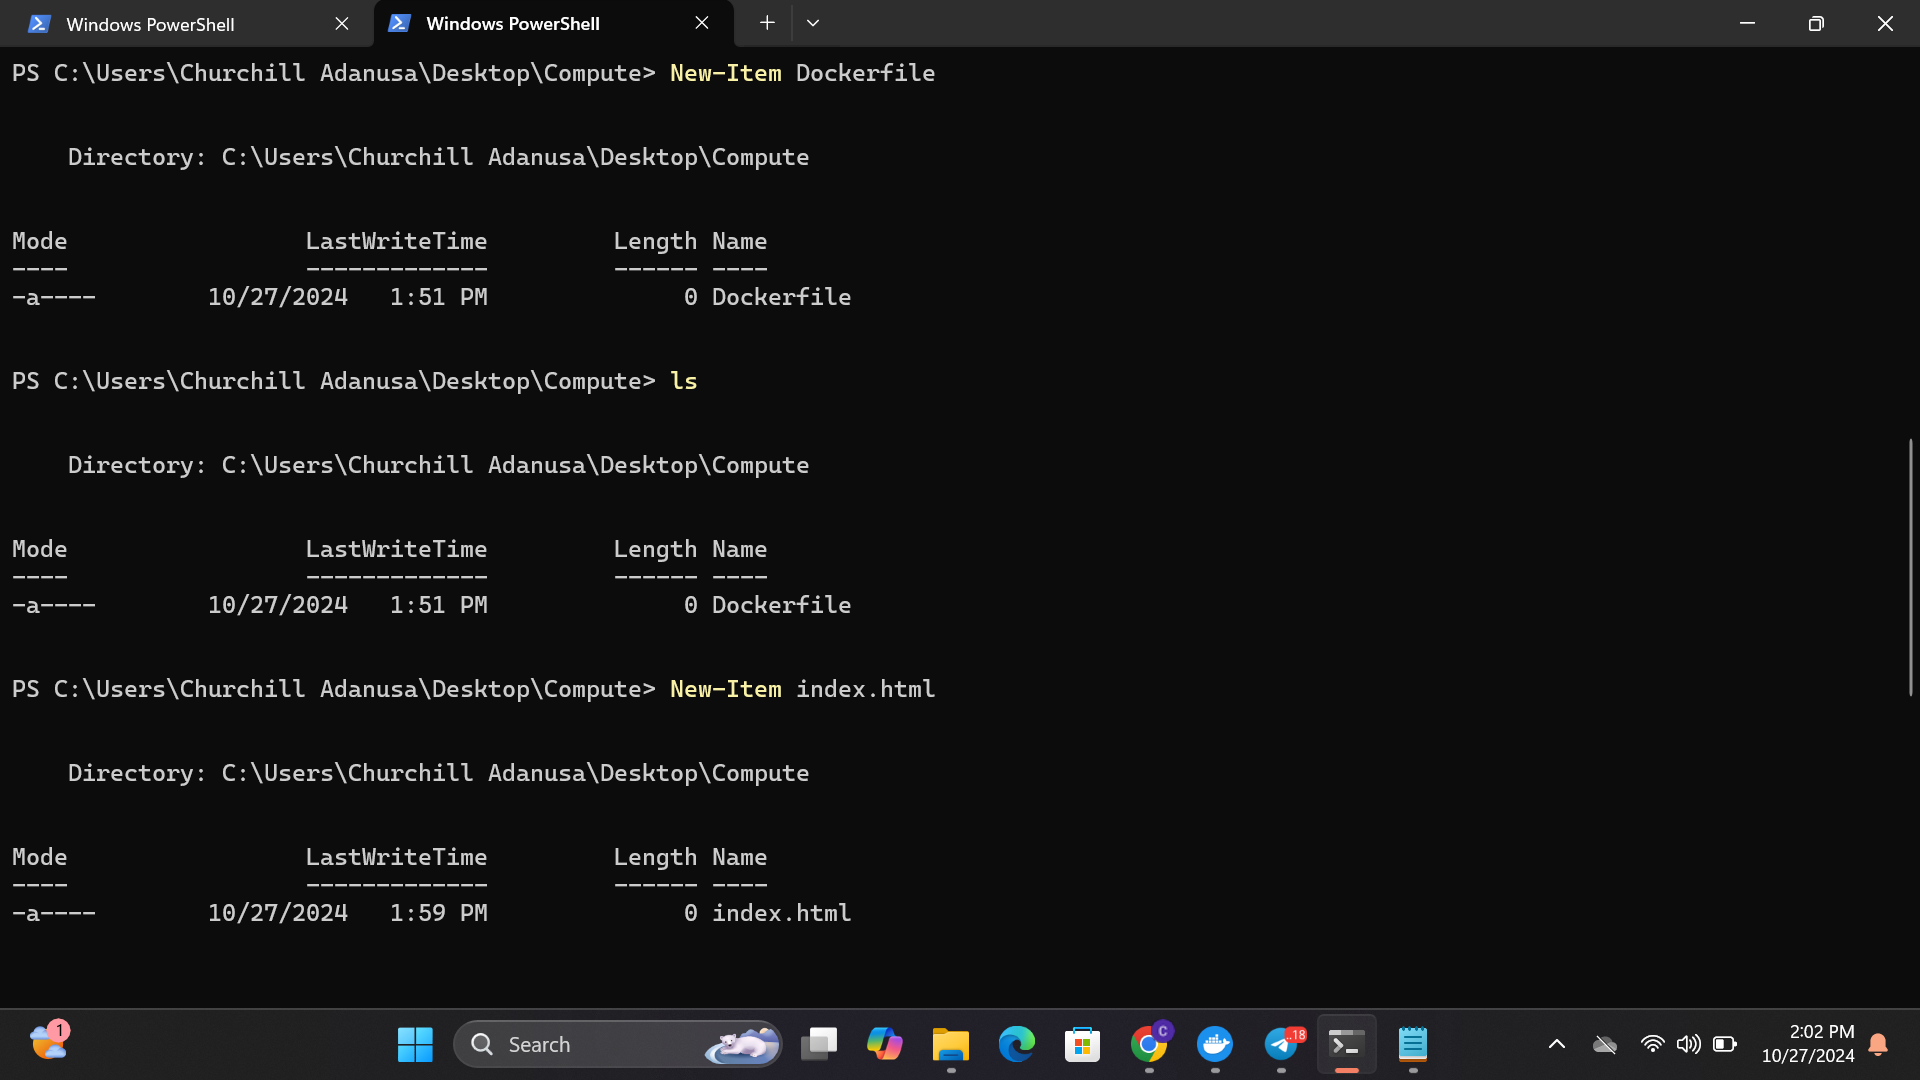 Windows PowerShell
Windows PowerShell
PS C:\Users\Churchill Adanusa\Desktop\Compute> New-Item Dockerfile
Directory: C:\Users\Churchill Adanusa\Desktop\Compute
Mode LastWriteTime Length Name
---- ------------- ------ ----
-a---- 10/27/2024 1:51 PM 0 Dockerfile
PS C:\Users\Churchill Adanusa\Desktop\Compute> ls
Directory: C:\Users\Churchill Adanusa\Desktop\Compute
Mode LastWriteTime Length Name
---- ------------- ------ ----
-a---- 10/27/2024 1:51 PM 0 Dockerfile
PS C:\Users\Churchill Adanusa\Desktop\Compute> New-Item index.html
Directory: C:\Users\Churchill Adanusa\Desktop\Compute
Mode LastWriteTime Length Name
---- ------------- ------ ----
-a---- 10/27/2024 1:59 PM 0 index.html
1
Search
C
..18
2:02 PM
10/27/2024